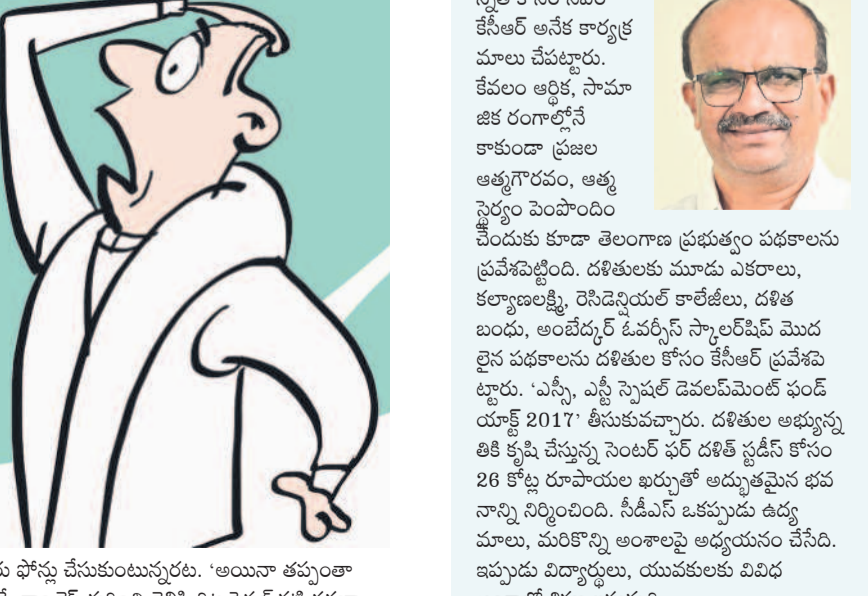 కేసీఆర్ అనేక కార్యక్ర
మాలు చేపట్టారు.
కేవలం ఆర్థిక, సామా
జిక రంగాల్లోనే
కాకుండా ప్రజల
ఆత్మగౌరవం, ఆత్మ
స్థైర్యం పెంపొందిం
చేందుకు కూడా తెలంగాణ ప్రభుత్వం పథకాలను
ప్రవేశపెట్టింది. దళితులకు మూడు ఎకరాలు,
కల్యాణలక్ష్మి, రెసిడెన్షియల్ కాలేజీలు, దళిత
బంధు, అంబేద్కర్ ఓవర్సీస్ స్కాలర్‌షిప్ మొద
లైన పథకాలను దళితుల కోసం కేసీఆర్ ప్రవేశపె
ట్టారు. ‘ఎస్సీ, ఎస్టీ స్పెషల్ డెవలప్‌మెంట్ ఫండ్
యాక్ట్ 2017’ తీసుకువచ్చారు. దళితుల అభ్యున్న
తికి కృషి చేస్తున్న సెంటర్ ఫర్ దళిత్ స్టడీస్ కోసం
26 కోట్ల రూపాయల ఖర్చుతో అద్భుతమైన భవ
నాన్ని నిర్మించింది. సీడీఎస్ ఒకప్పుడు ఉద్య
మాలు, మరికొన్ని అంశాలపై అధ్యయనం చేసేది.
ఇప్పుడు విద్యార్థులు, యువకులకు వివిధ
ఫోన్లు చేసుకుంటున్నరట. ‘అయినా తప్పంతా